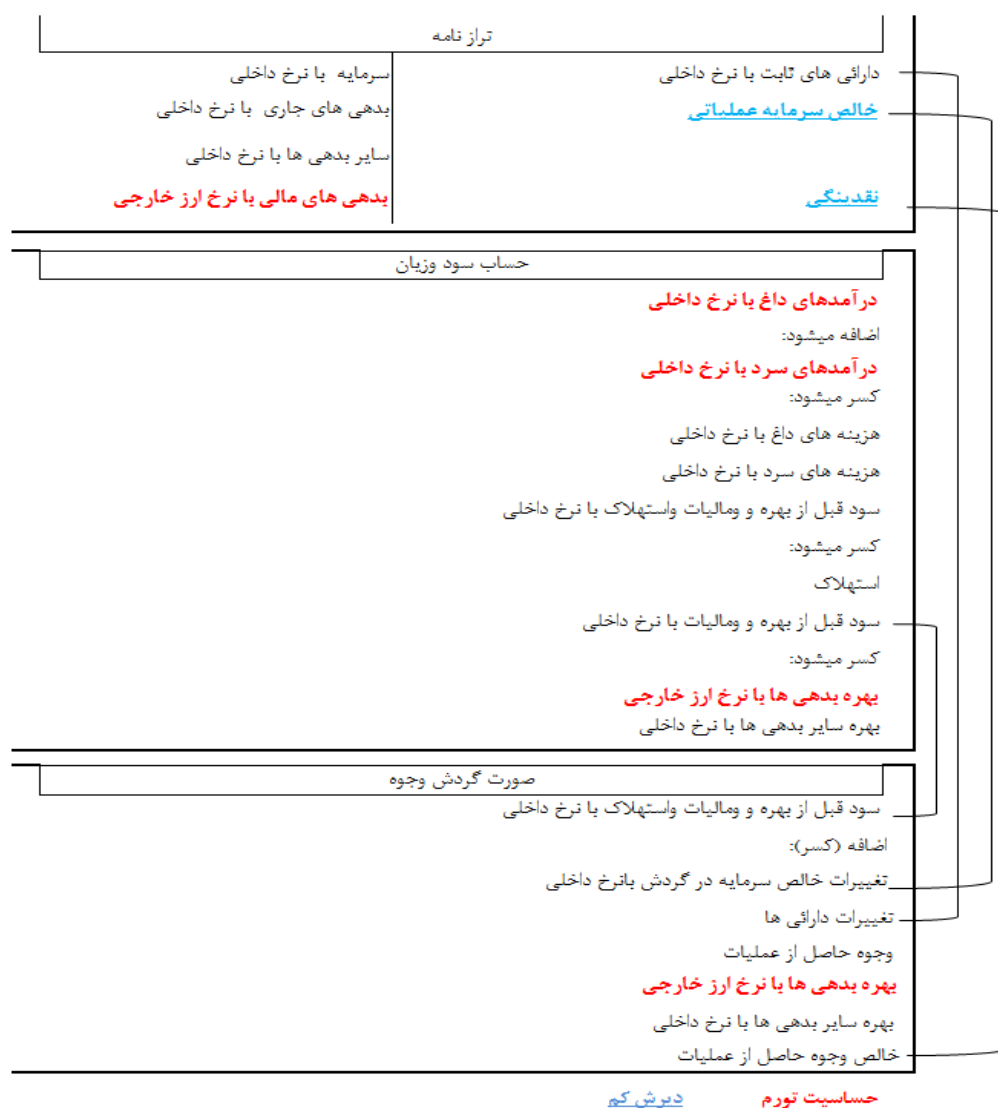 تراز نامه
دارائی های ثابت با نرخ داخلی
سرمایه با نرخ داخلی
خالص سرمایه عملیاتی
بدهی های جاری با نرخ داخلی
سایر بدهی ها با نرخ داخلی
نقدینگی
بدهی های مالی با نرخ ارز خارجی
حساب سود وزیان
درآمدهای داغ با نرخ داخلی
اضافه میشود:
درآمدهای سرد با نرخ داخلی
کسر میشود:
هزینه های داغ با نرخ داخلی
هزینه های سرد با نرخ داخلی
سود قبل از بهره و ومالیات واستهلاک با نرخ داخلی
کسر میشود:
استهلاک
سود قبل از بهره و ومالیات با نرخ داخلی
کسر میشود:
بهره بدهی ها با نرخ ارز خارجی
بهره سایر بدهی ها با نرخ داخلی
صورت گردش وجوه
سود قبل از بهره و ومالیات واستهلاک با نرخ داخلی
اضافه (کسر):
تغییرات خالص سرمایه در گردش بانرخ داخلی
تغییرات دارائی ها
وجوه حاصل از عملیات
بهره بدهی ها با نرخ ارز خارجی
بهره سایر بدهی ها با نرخ داخلی
خالص وجوه حاصل از عملیات
حساسیت تورم دیرش کم